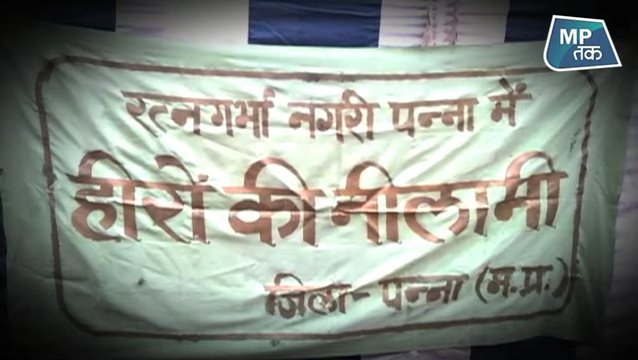 MP
तक
रत्नगर्भा नगरी पन्ना में
हीरों की नीलामी
जिला-पन्ना (म.प्र.)